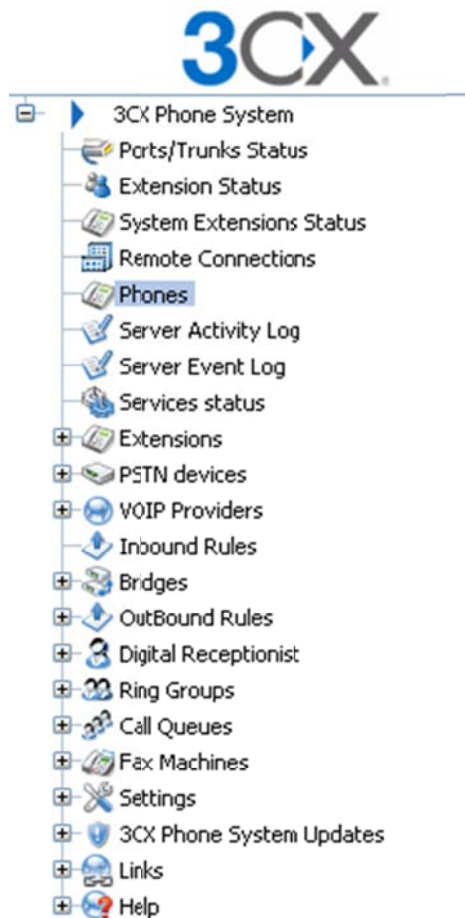 3CX®
3CX Phone System
Ports/Trunks Status
Extension Status
System Extensions Status
Remote Connections
Phones
Server Activity Log
Server Event Log
Services status
Extensions
PSTN devices
VOIP Providers
Inbound Rules
Bridges
OutBound Rules
Digital Receptionist
Ring Groups
Call Queues
Fax Machines
Settings
3CX Phone System Updates
Links
Help